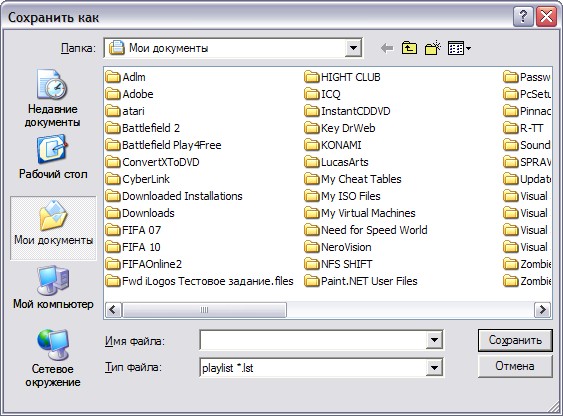 Сохранить как
Папка: Мои документы
Недавние документы
Рабочий стол
Мои документы
Мой компьютер
Сетевое окружение
Adlm
Adobe
atari
Battlefield 2
Battlefield Play4Free
ConvertXToDVD
CyberLink
Downloaded Installations
Downloads
FIFA 07
FIFA 10
FIFAOnline2
Fwd iLogos Тестовое задание.files
HIGHT CLUB
ICQ
InstantCDDVD
Key DrWeb
KONAMI
LucasArts
My Cheat Tables
My ISO Files
My Virtual Machines
Need for Speed World
NeroVision
NFS SHIFT
Paint.NET User Files
Passw
PcSetu
Pinnac
R-TT
Sound
SPRAW
Update
Visual
Visual
Visual
Visual
Zombie
Zombie
Имя файла:
Сохранить
Тип файла: playlist *.lst
Отмена